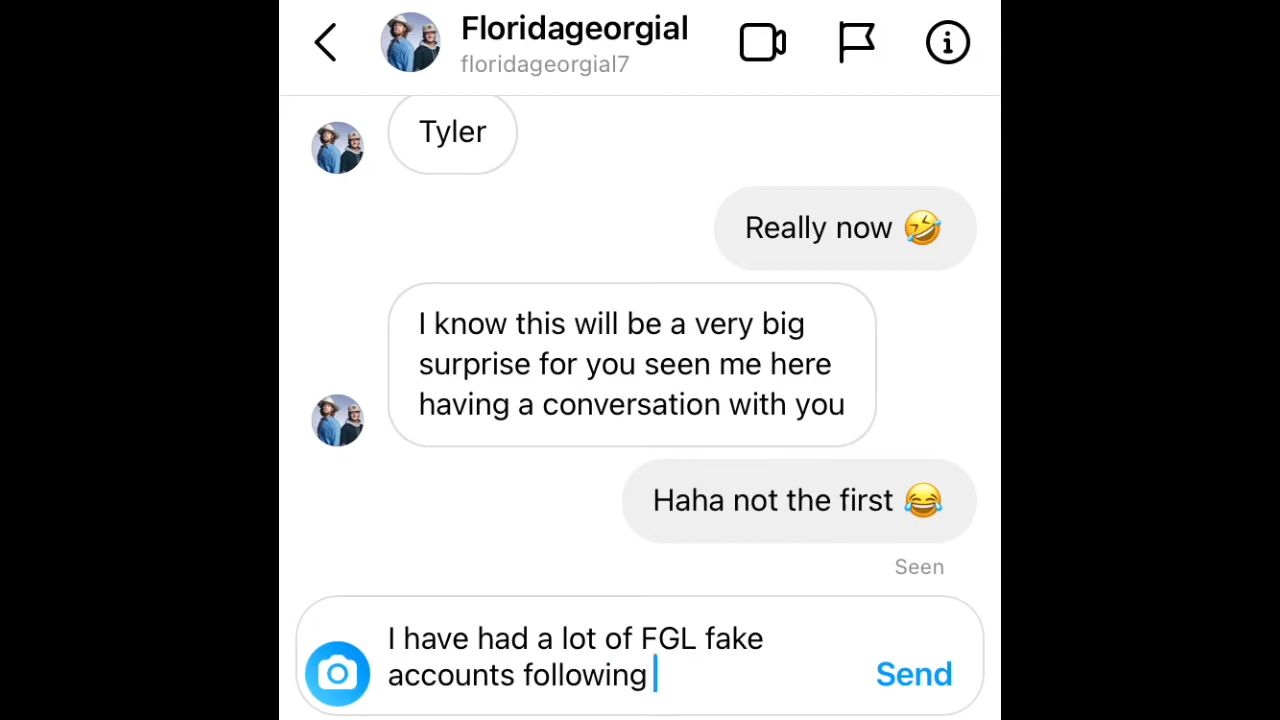 Floridageorgial
floridageorgial7
Tyler
Really now 🤣
I know this will be a very big
surprise for you seen me here
having a conversation with you
Haha not the first 😂
Seen
I have had a lot of FGL fake
accounts following
Send